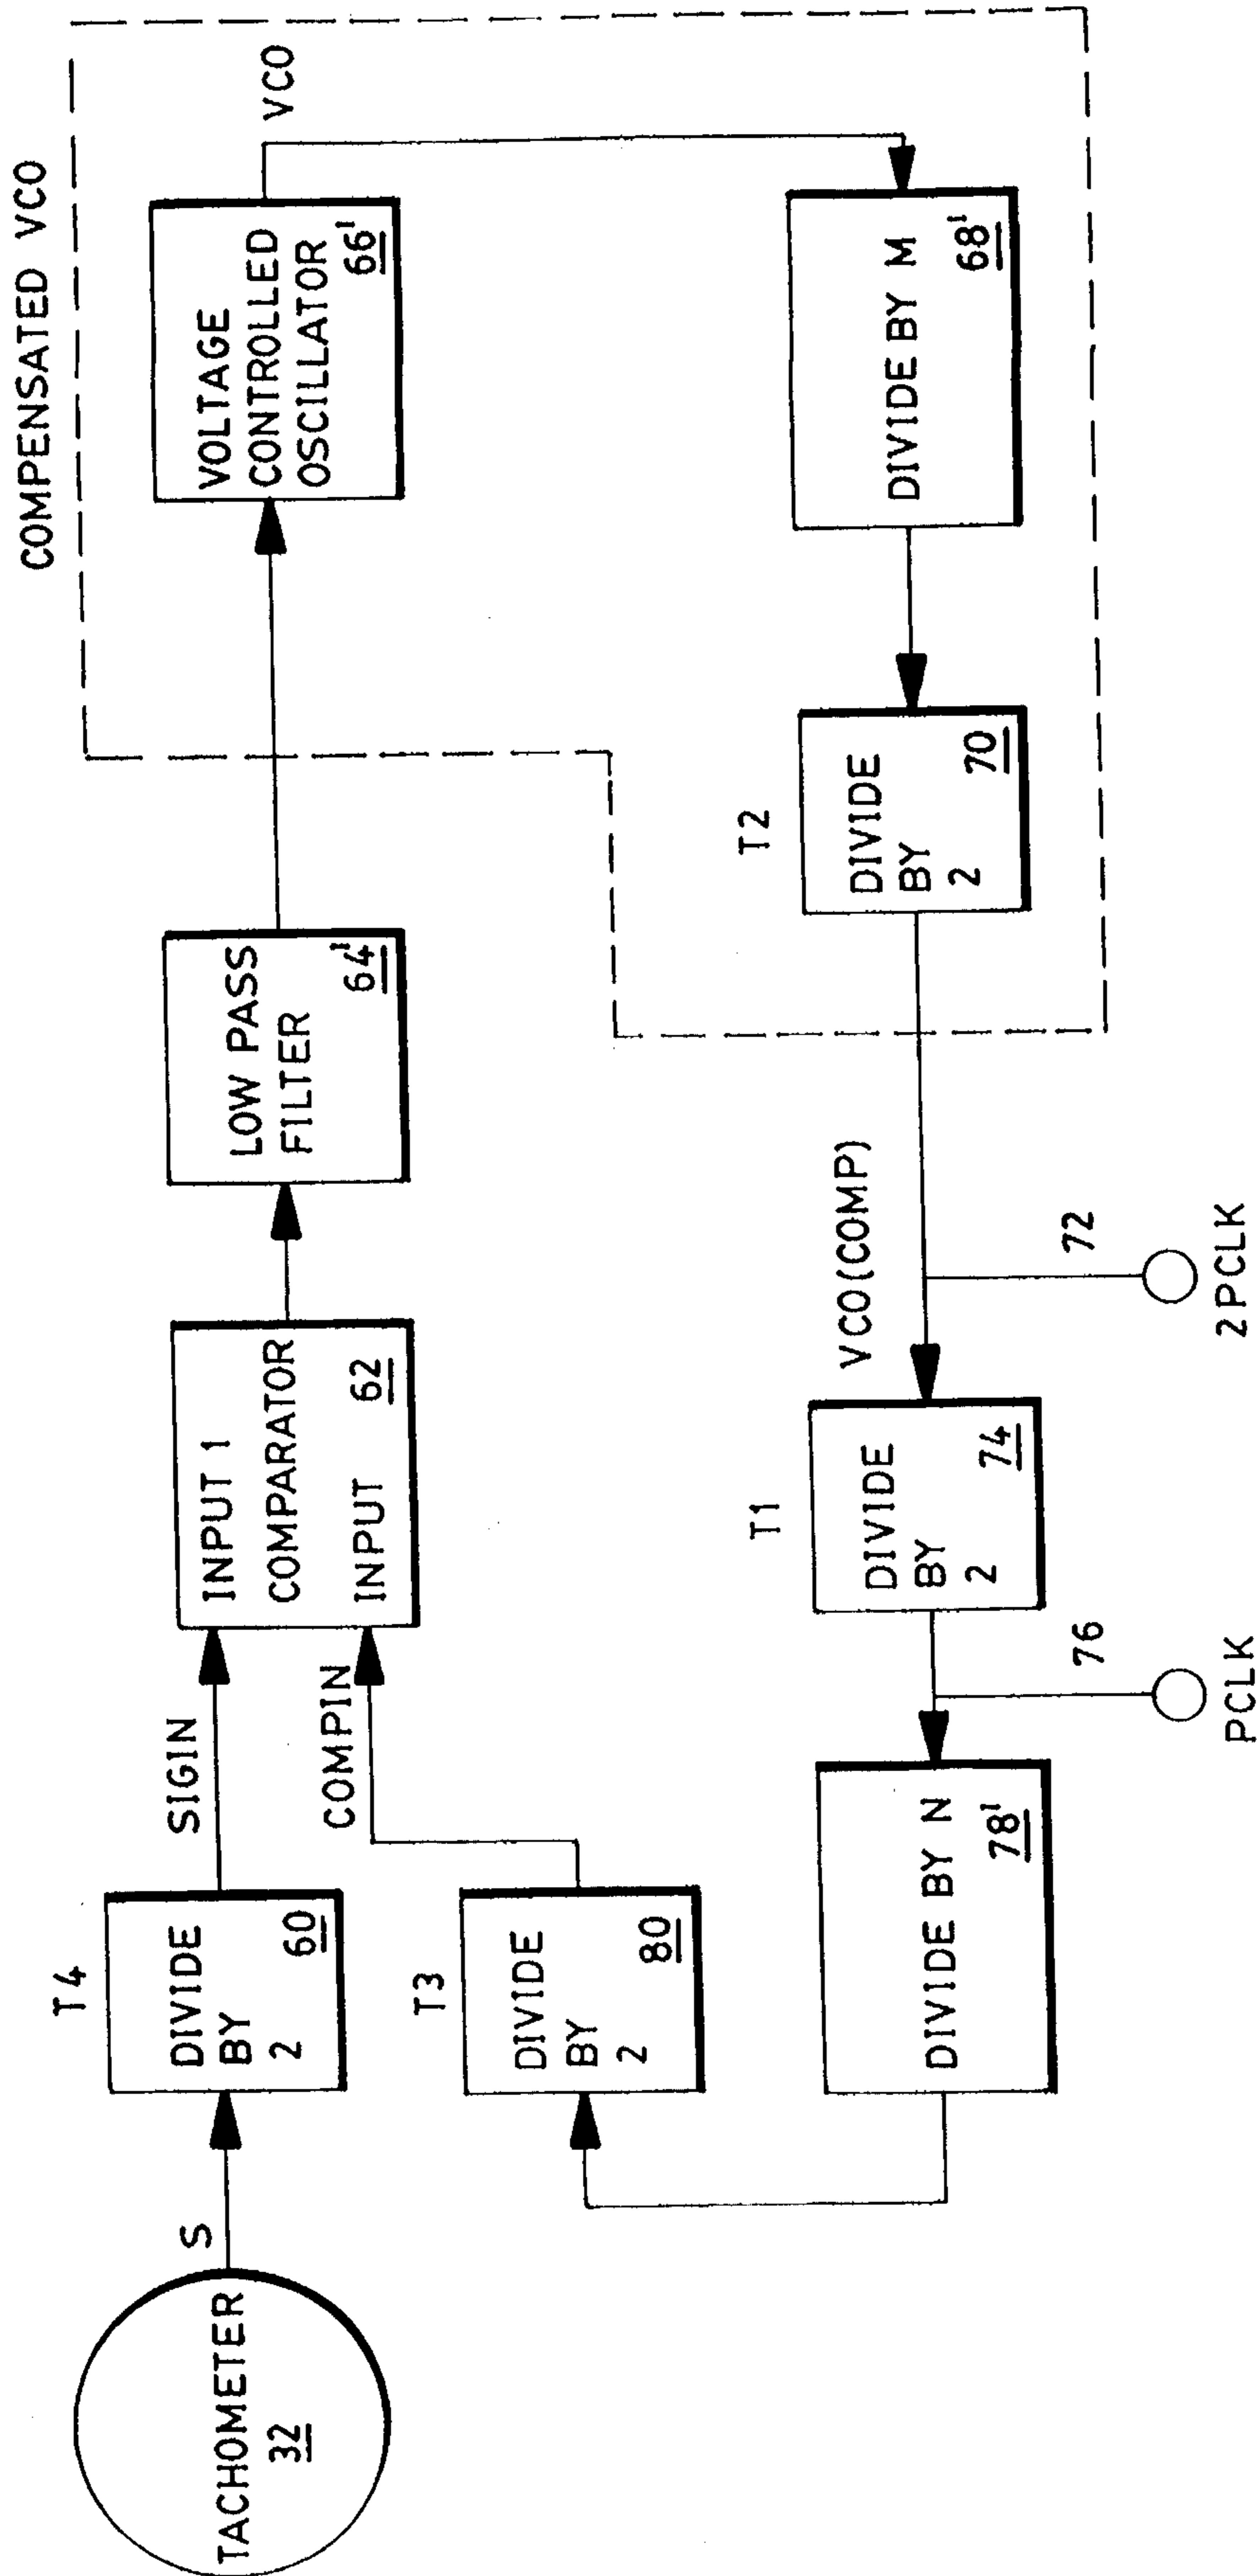 COMPENSATED VCO
TACHOMETER
32
S
T4
DIVIDE
BY
2
60
SIGIN
INPUT 1
COMPARATOR
INPUT
62
COMPIN
LOW PASS
FILTER
64'
VOLTAGE
CONTROLLED
OSCILLATOR
66'
VCO
DIVIDE BY M
68'
T2
DIVIDE
BY
2
70
VCO(COMP)
72
2PCLK
T1
DIVIDE
BY
2
74
76
PCLK
DIVIDE BY N
78'
T3
DIVIDE
BY
2
80